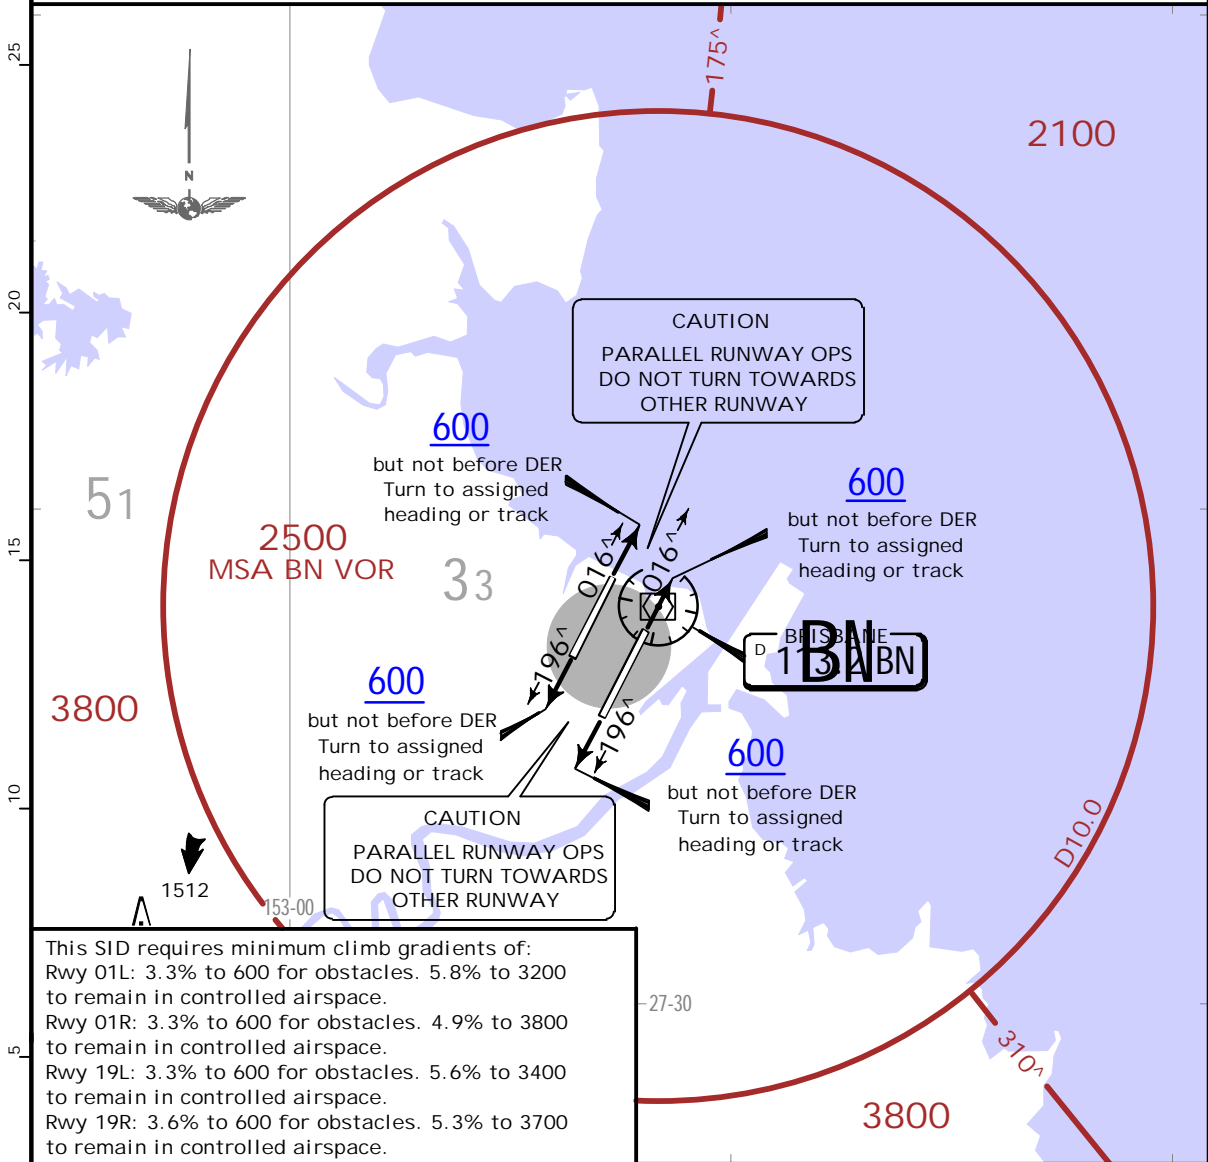 25
20
15
10
5
N
175^
2100
CAUTION
PARALLEL RUNWAY OPS
DO NOT TURN TOWARDS
OTHER RUNWAY
600
but not before DER
Turn to assigned
heading or track
600
but not before DER
Turn to assigned
heading or track
51
2500
MSA BN VOR
33
016^
016^
BRISBANE
D 113.2 BN
BN
196^
196^
3800
600
but not before DER
Turn to assigned
heading or track
600
but not before DER
Turn to assigned
heading or track
CAUTION
PARALLEL RUNWAY OPS
DO NOT TURN TOWARDS
OTHER RUNWAY
D10.0
1512
153-00
27-30
310^
3800
This SID requires minimum climb gradients of:
Rwy 01L: 3.3% to 600 for obstacles. 5.8% to 3200
to remain in controlled airspace.
Rwy 01R: 3.3% to 600 for obstacles. 4.9% to 3800
to remain in controlled airspace.
Rwy 19L: 3.3% to 600 for obstacles. 5.6% to 3400
to remain in controlled airspace.
Rwy 19R: 3.6% to 600 for obstacles. 5.3% to 3700
to remain in controlled airspace.